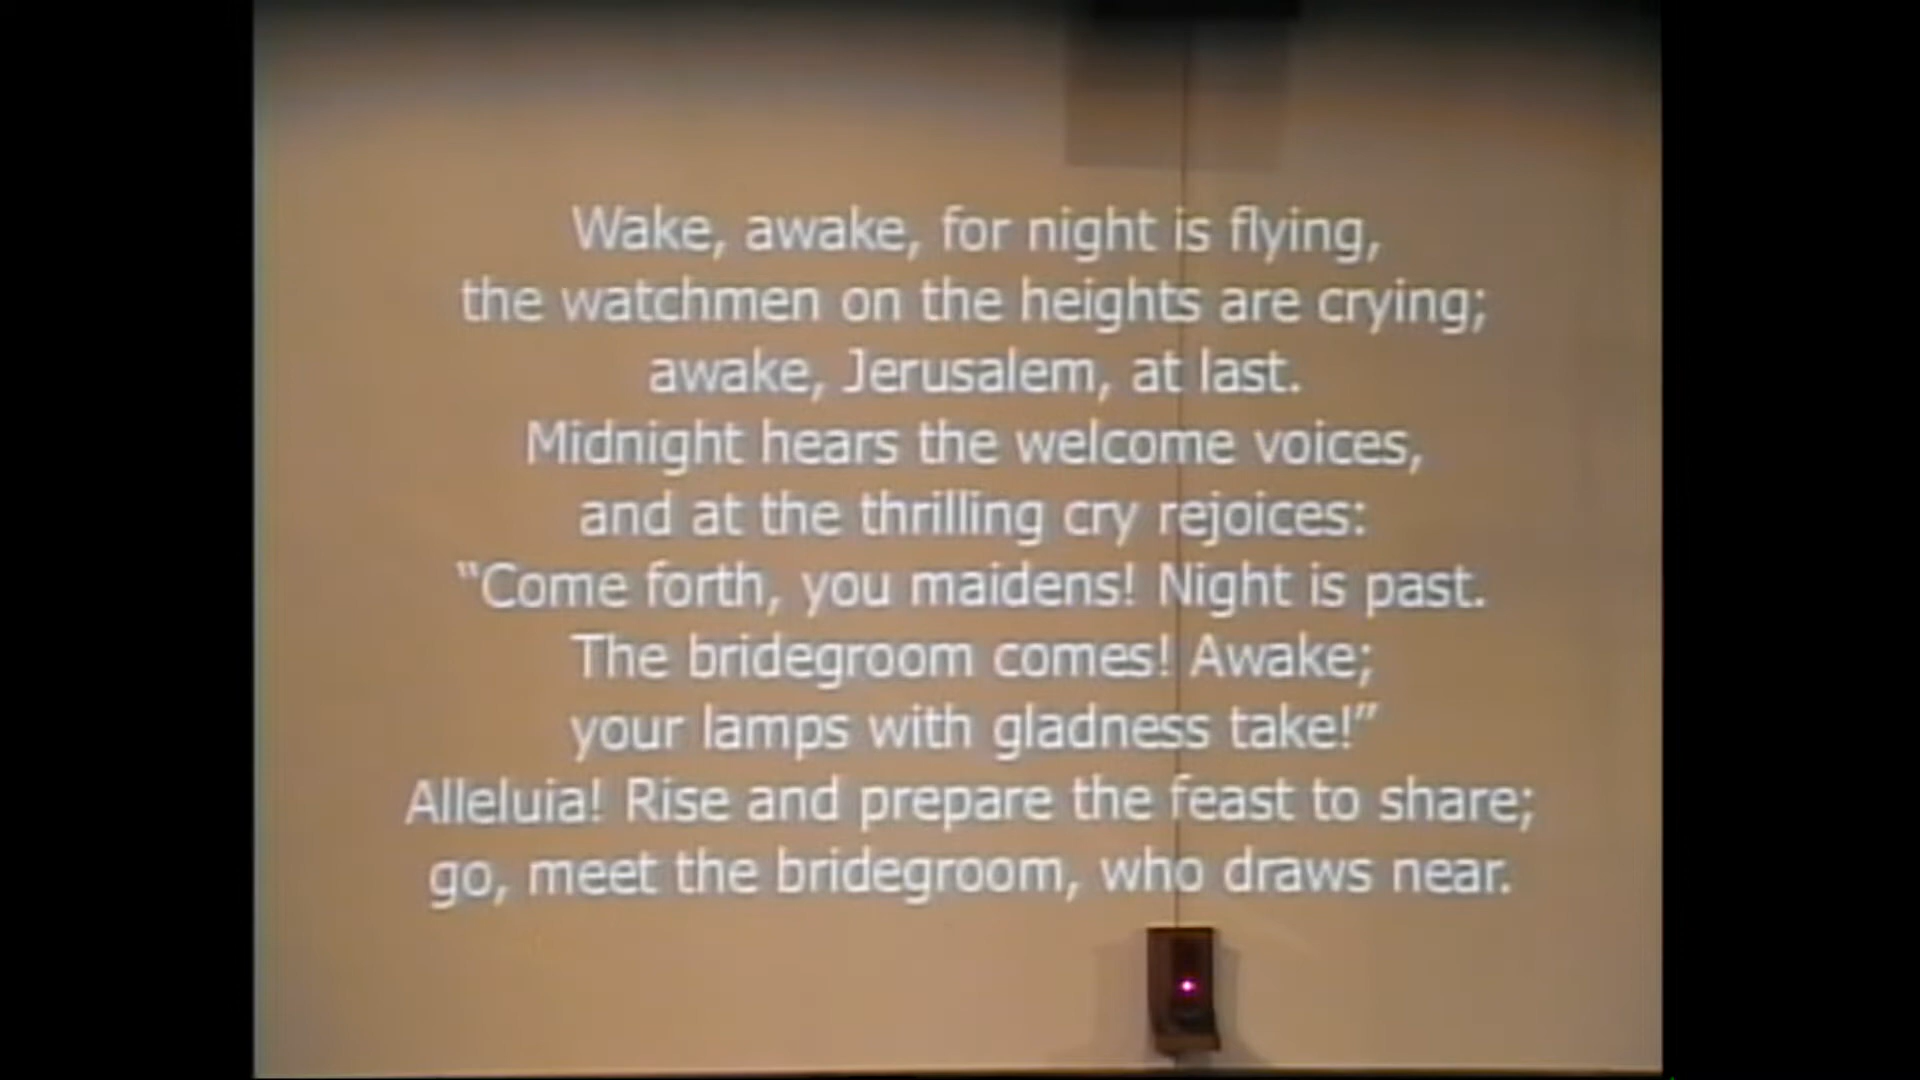 Wake, awake, for night is flying,
the watchmen on the heights are crying;
awake, Jerusalem, at last.
Midnight hears the welcome voices,
and at the thrilling cry rejoices:
“Come forth, you maidens! Night is past.
The bridegroom comes! Awake;
your lamps with gladness take!”
Alleluia! Rise and prepare the feast to share;
go, meet the bridegroom, who draws near.